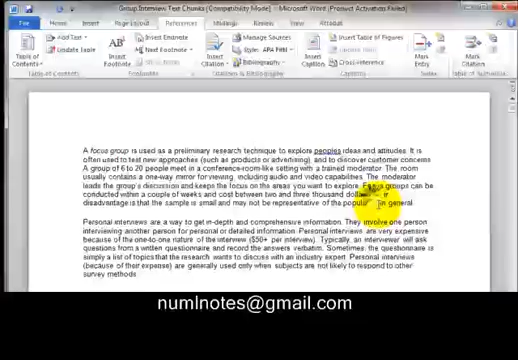 Group Interview Text Chunks [Compatibility Mode] - Microsoft Word (Product Activation Failed)
File Home Insert Page Layout References Mailings Review View Acrobat
Table of Contents
Add Text
Update Table
Table of Contents
AB Insert Footnote
Insert Endnote
Next Footnote
Footnotes
Insert Citation
Manage Sources
Style: APA
Bibliography
Citations & Bibliography
Insert Caption
Insert Table of Figures
Cross-reference
Captions
Mark Entry
Index
Mark Citation
Table of Authorities
A focus group is used as a preliminary research technique to explore peoples ideas and attitudes. It is
often used to test new approaches (such as products or advertising), and to discover customer concerns
A group of 6 to 20 people meet in a conference-room-like setting with a trained moderator. The room
usually contains a one-way mirror for viewing, including audio and video capabilities. The moderator
leads the group's discussion and keeps the focus on the areas you want to explore. Focus groups can be
conducted within a couple of weeks and cost between two and three thousand
disadvantage is that the sample is small and may not be representative of the in general
Personal interviews are a way to get in-depth and comprehensive information. They involve one person
interviewing another person for personal or detailed information. Personal interviews are very expensive
because of the one-to-one nature of the interview ($50+ per interview). Typically, an interviewer will ask
questions from a written questionnaire and record the answers verbatim. Sometimes, the questionnaire is
simply a list of topics that the research wants to discuss with an industry expert. Personal interviews
(because of their expense) are generally used only when subjects are not likely to respond to other
survey methods
numlnotes@gmail.com